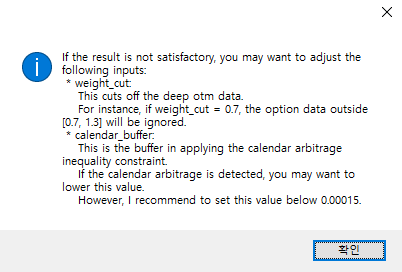 If the result is not satisfactory, you may want to adjust the
following inputs:
* weight_cut:
This cuts off the deep otm data.
For instance, if weight_cut = 0.7, the option data outside
[0.7, 1.3] will be ignored.
* calendar_buffer:
This is the buffer in applying the calendar arbitrage
inequality constraint.
If the calendar arbitrage is detected, you may want to
lower this value.
However, I recommend to set this value below 0.00015.
확인